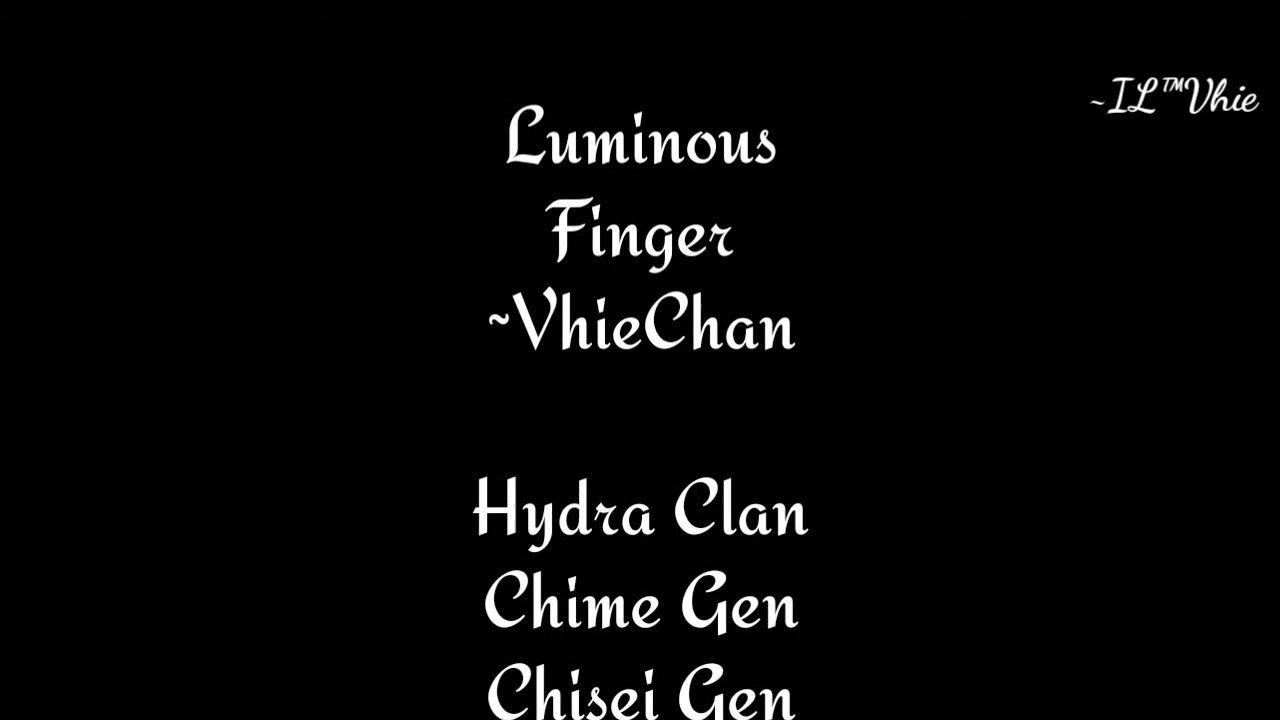 ~IL™Vhie
Luminous
Finger
~VhieChan
Hydra Clan
Chime Gen
Chisei Gen